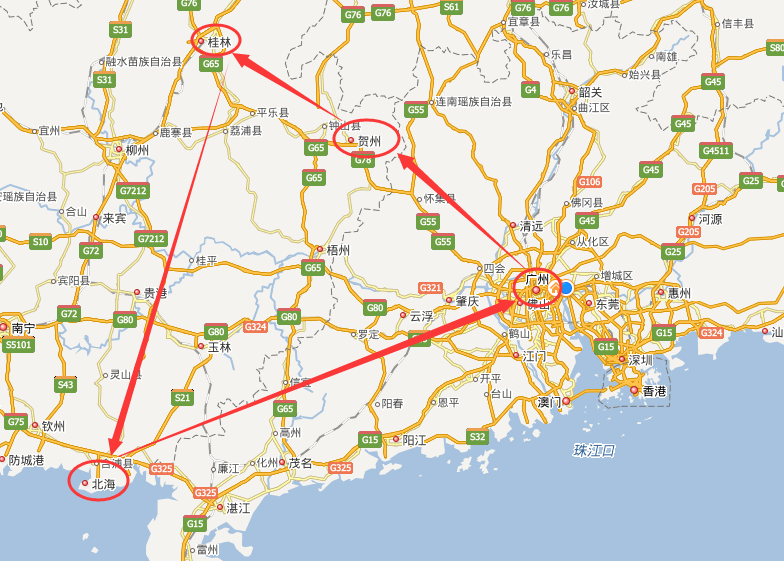 G76
G76
S61
G76
G76
汝城县
信丰县
宜章县
S31
桂林
乐昌
南雄
S80
融水苗族自治县
G65
S31
始兴县
G45
韶关
G4
连南瑶族自治县
G55
曲江区
平乐县
钟山县
G45
宜州
鹿寨县
荔浦县
贺州
G65
G78
柳州
G4511
G65
S45
G106
G25
G7212
G205
怀集县
佛冈县
合山
来宾
G55
G45
河源
清远
G205
S10
G7212
G55
从化区
G72
梧州
G25
桂平
G65
四会
广州
增城区
宾阳县
贵港
G321
肇庆
佛山
东莞
惠州
G72
G80
G80
G80
云浮
南宁
G80
G324
罗定
鹤山
G15
G324
S5101
玉林
G15
江门
深圳
灵山县
信宜
开平
S43
S21
台山
香港
G65
阳春
恩平
澳门
G75
钦州
高州
S32
G15
阳江
珠江口
防城港
合浦县
G325
廉江
化州
茂名
G325
北海
G325
湛江
G15
雷州